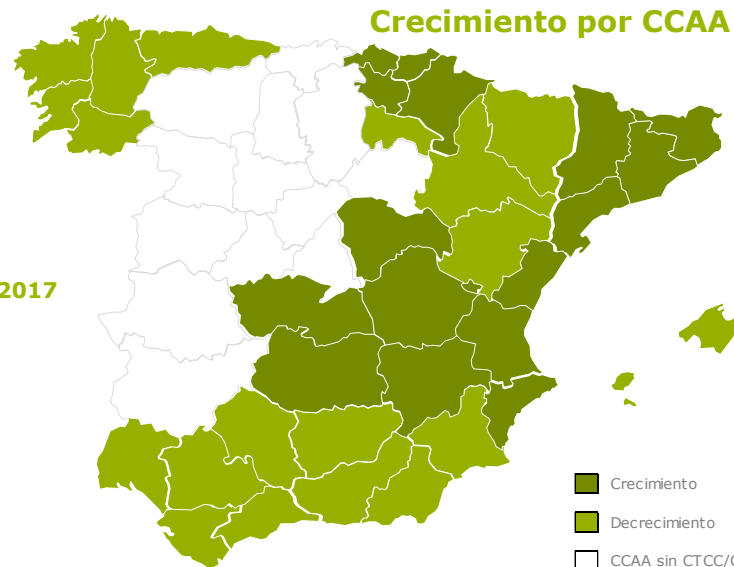 Crecimiento por CCAA
2017
Crecimiento
Decrecimiento
CCAA sin CTCC/